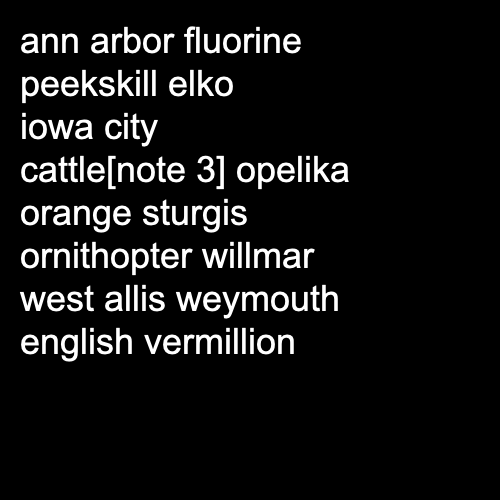 ann arbor fluorine
peekskill elko
iowa city
cattle[note 3] opelika
orange sturgis
ornithopter willmar
west allis weymouth
english vermillion